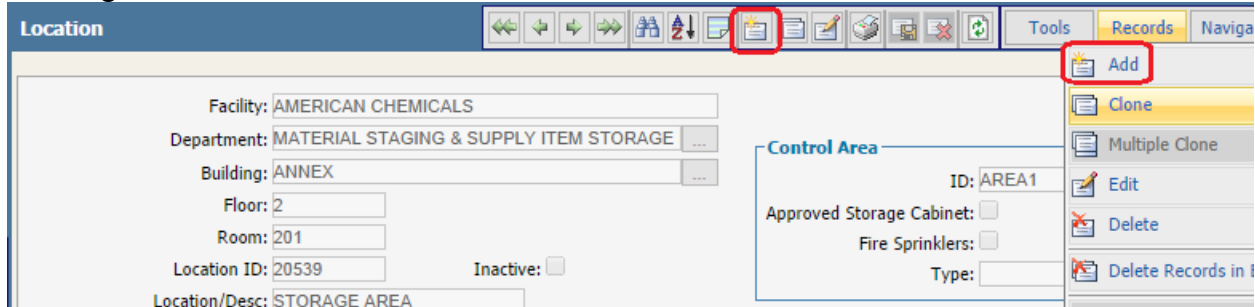 Location
Tools Records Naviga
Add
Facility: AMERICAN CHEMICALS
Clone
Department: MATERIAL STAGING & SUPPLY ITEM STORAGE ...
Control Area
Multiple Clone
Building: ANNEX ...
ID: AREA1
Edit
Floor: 2
Approved Storage Cabinet:
Room: 201
Fire Sprinklers:
Delete
Location ID: 20539 Inactive:
Type:
Delete Records in
Location/Desc: STORAGE AREA